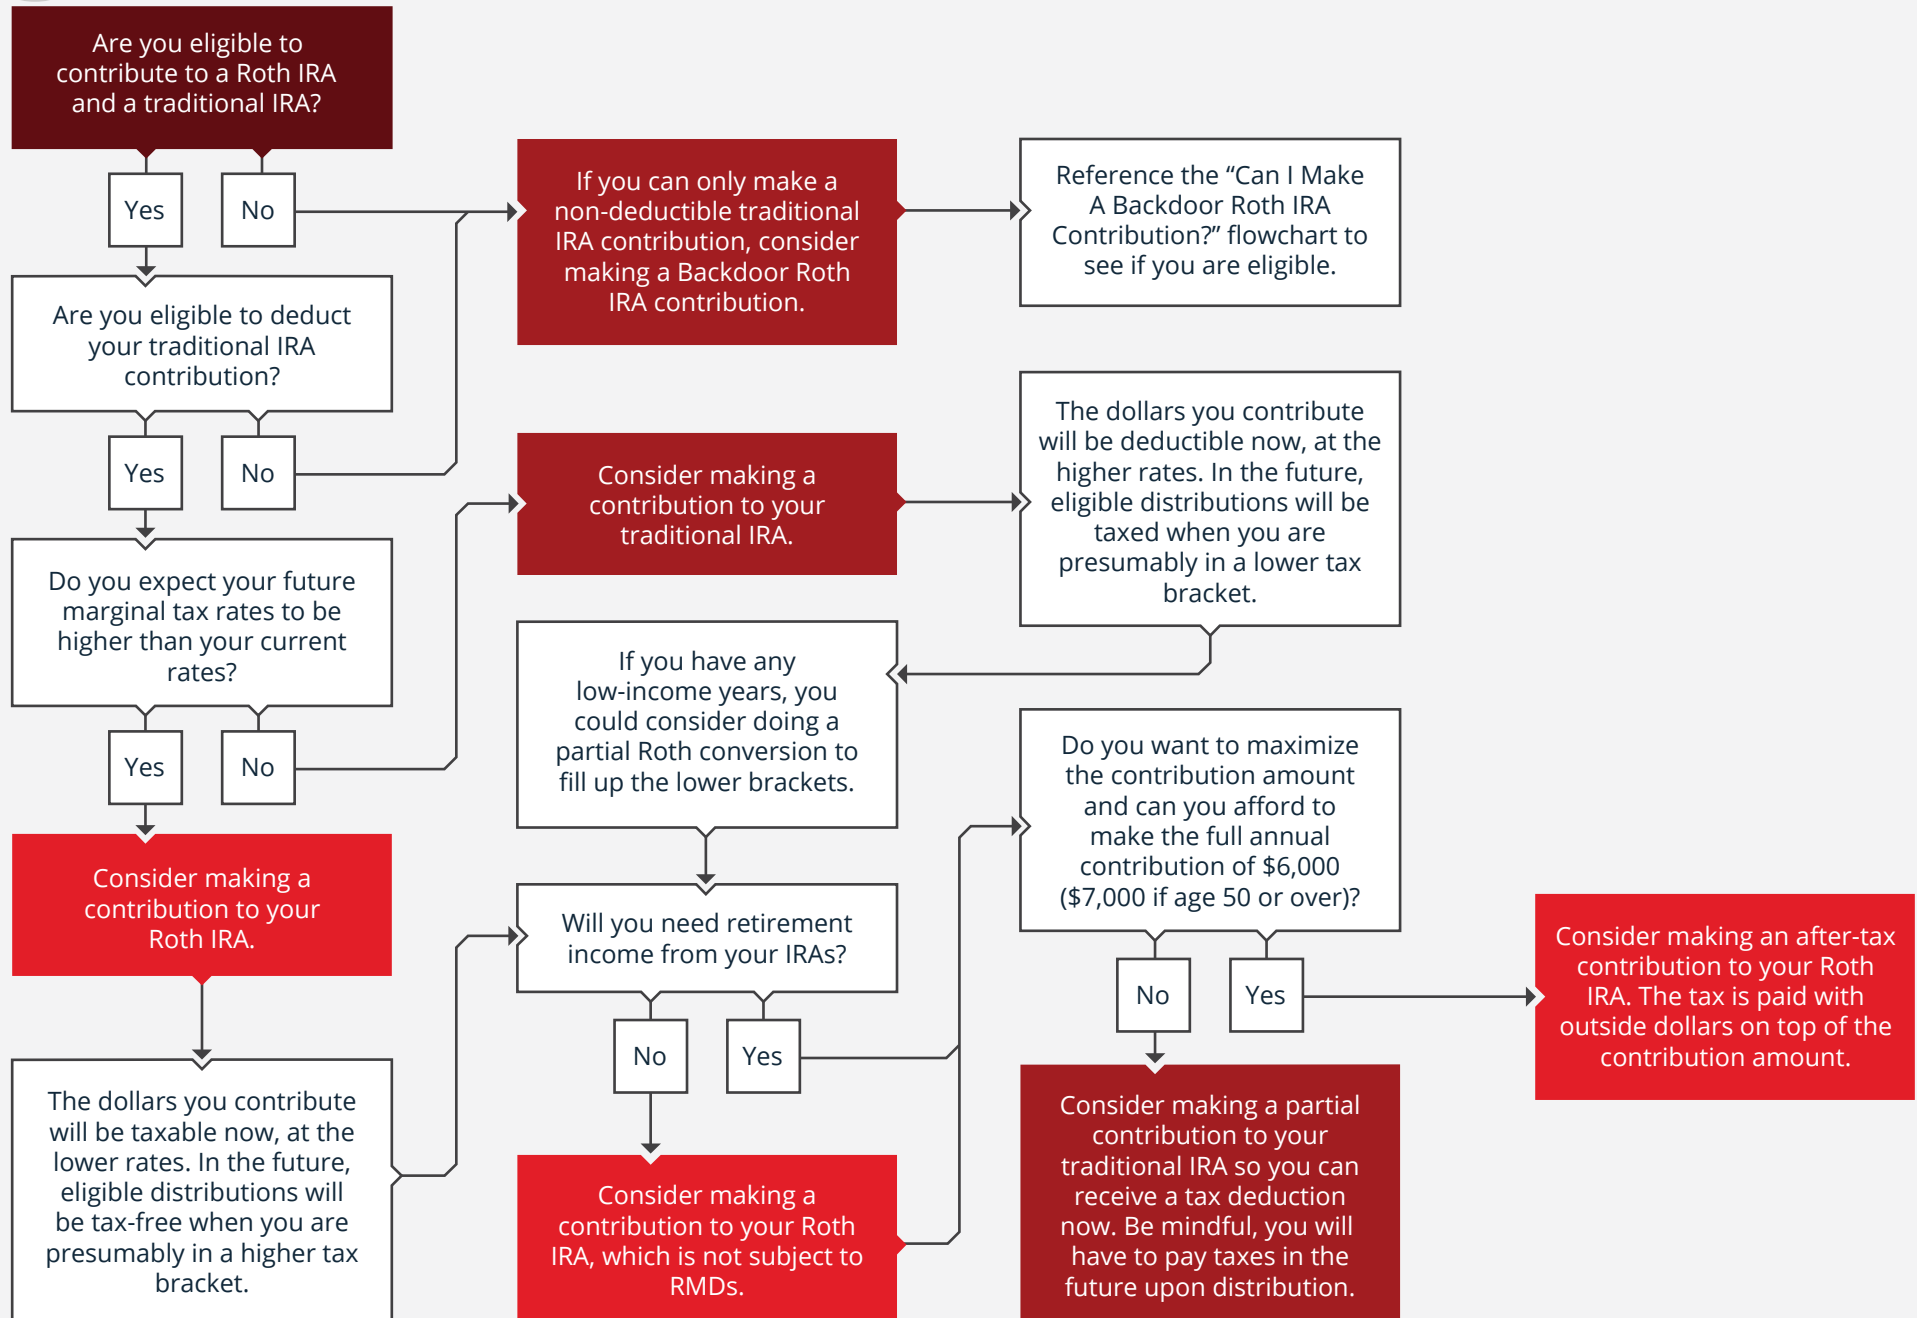 Are you eligible to
contribute to a Roth IRA
and a traditional IRA?
Yes
No
If you can only make a
non-deductible traditional
IRA contribution, consider
making a Backdoor Roth
IRA contribution.
Reference the “Can I Make
A Backdoor Roth IRA
Contribution?” flowchart to
see if you are eligible.
Are you eligible to deduct
your traditional IRA
contribution?
Yes
No
Consider making a
contribution to your
traditional IRA.
The dollars you contribute
will be deductible now, at the
higher rates. In the future,
eligible distributions will be
taxed when you are
presumably in a lower tax
bracket.
Do you expect your future
marginal tax rates to be
higher than your current
rates?
Yes
No
If you have any
low-income years, you
could consider doing a
partial Roth conversion to
fill up the lower brackets.
Do you want to maximize
the contribution amount
and can you afford to
make the full annual
contribution of $6,000
($7,000 if age 50 or over)?
No
Yes
Consider making a
contribution to your
Roth IRA.
Will you need retirement
income from your IRAs?
No
Yes
Consider making an after-tax
contribution to your Roth
IRA. The tax is paid with
outside dollars on top of the
contribution amount.
The dollars you contribute
will be taxable now, at the
lower rates. In the future,
eligible distributions will
be tax-free when you are
presumably in a higher tax
bracket.
Consider making a
contribution to your Roth
IRA, which is not subject to
RMDs.
Consider making a partial
contribution to your
traditional IRA so you can
receive a tax deduction
now. Be mindful, you will
have to pay taxes in the
future upon distribution.